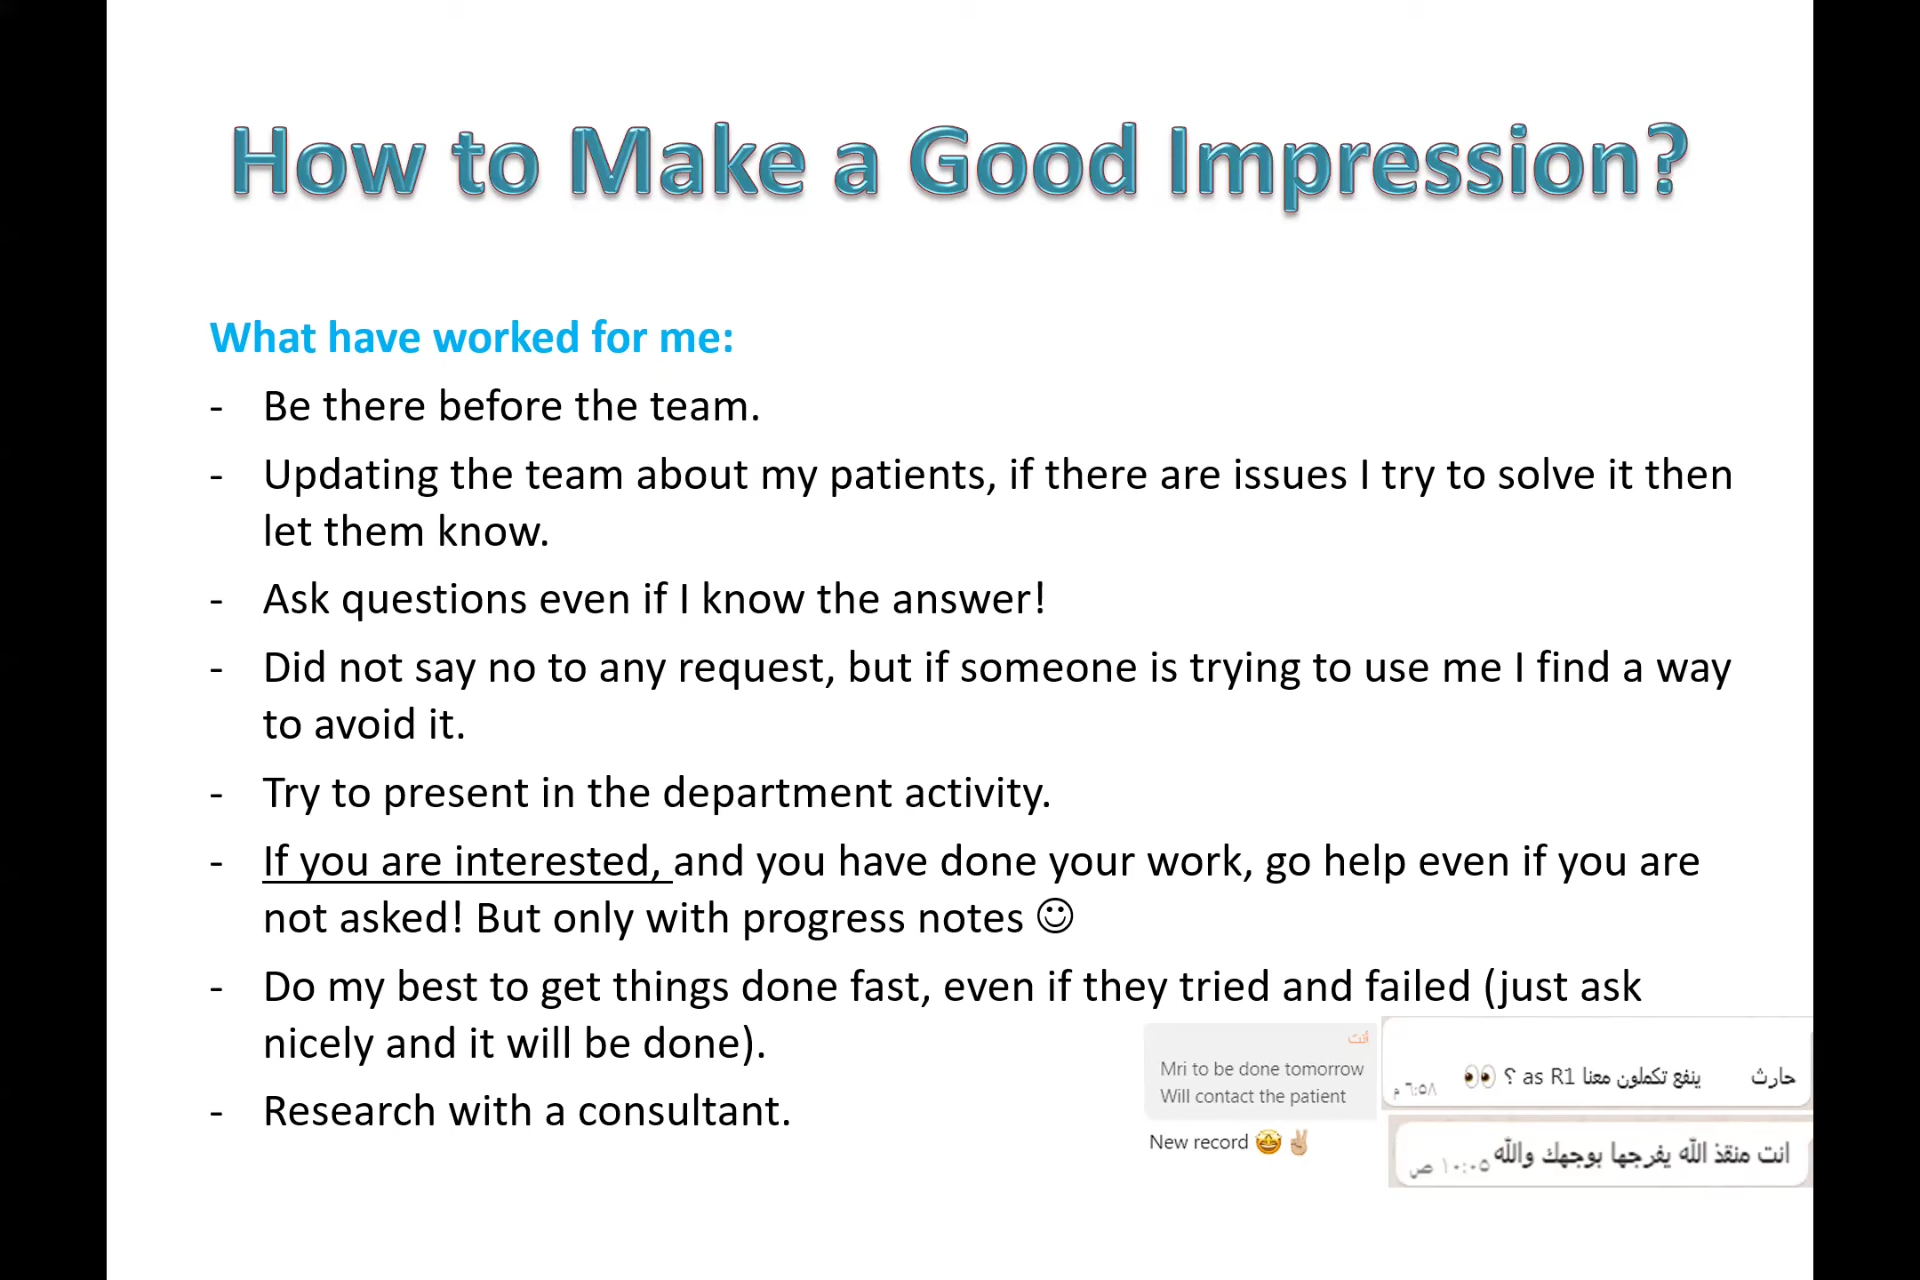 How to Make a Good Impression?
What have worked for me:
- Be there before the team.
- Updating the team about my patients, if there are issues I try to solve it then
let them know.
- Ask questions even if I know the answer!
- Did not say no to any request, but if someone is trying to use me I find a way
to avoid it.
- Try to present in the department activity.
- If you are interested, and you have done your work, go help even if you are
not asked! But only with progress notes ☺
- Do my best to get things done fast, even if they tried and failed (just ask
nicely and it will be done).
- Research with a consultant.
أنت
Mri to be done tomorrow
Will contact the patient
New record 🤩✌🏼
حارث ينفع تكملون معنا as R1 ؟ 👀
٦:٥٨ م
انت منقذ الله يفرجها بوجهك والله
١٠:٠٥ ص